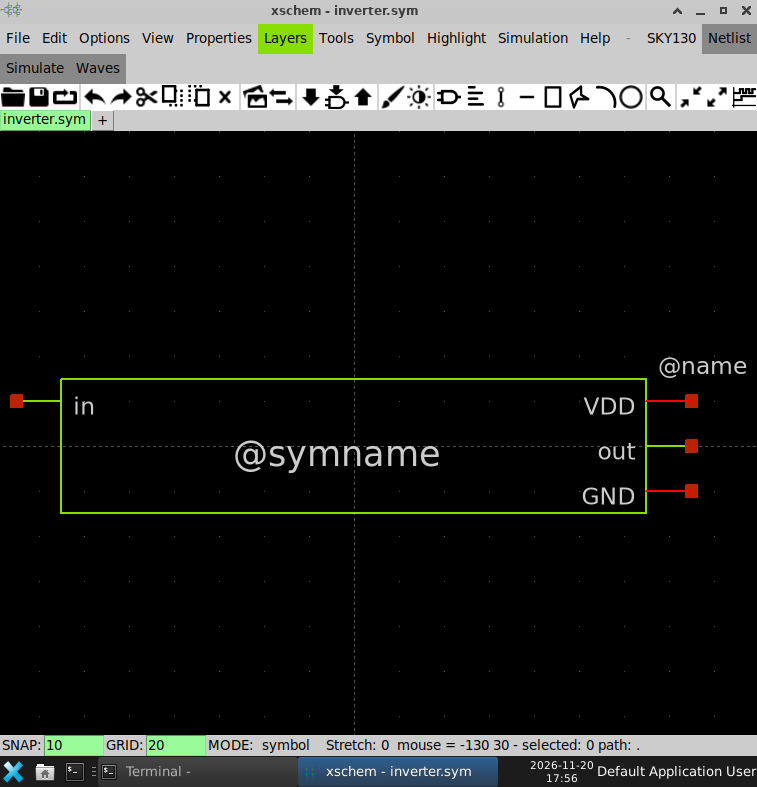 xschem - inverter.sym
File Edit Options View Properties Layers Tools Symbol Highlight Simulation Help - SKY130 Netlist
Simulate Waves
inverter.sym +
@name
in VDD
@symname out
GND
SNAP: 10 GRID: 20 MODE: symbol Stretch: 0 mouse = -130 30 - selected: 0 path: .
Terminal - xschem - inverter.sym 2026-11-20 Default Application User
17:56